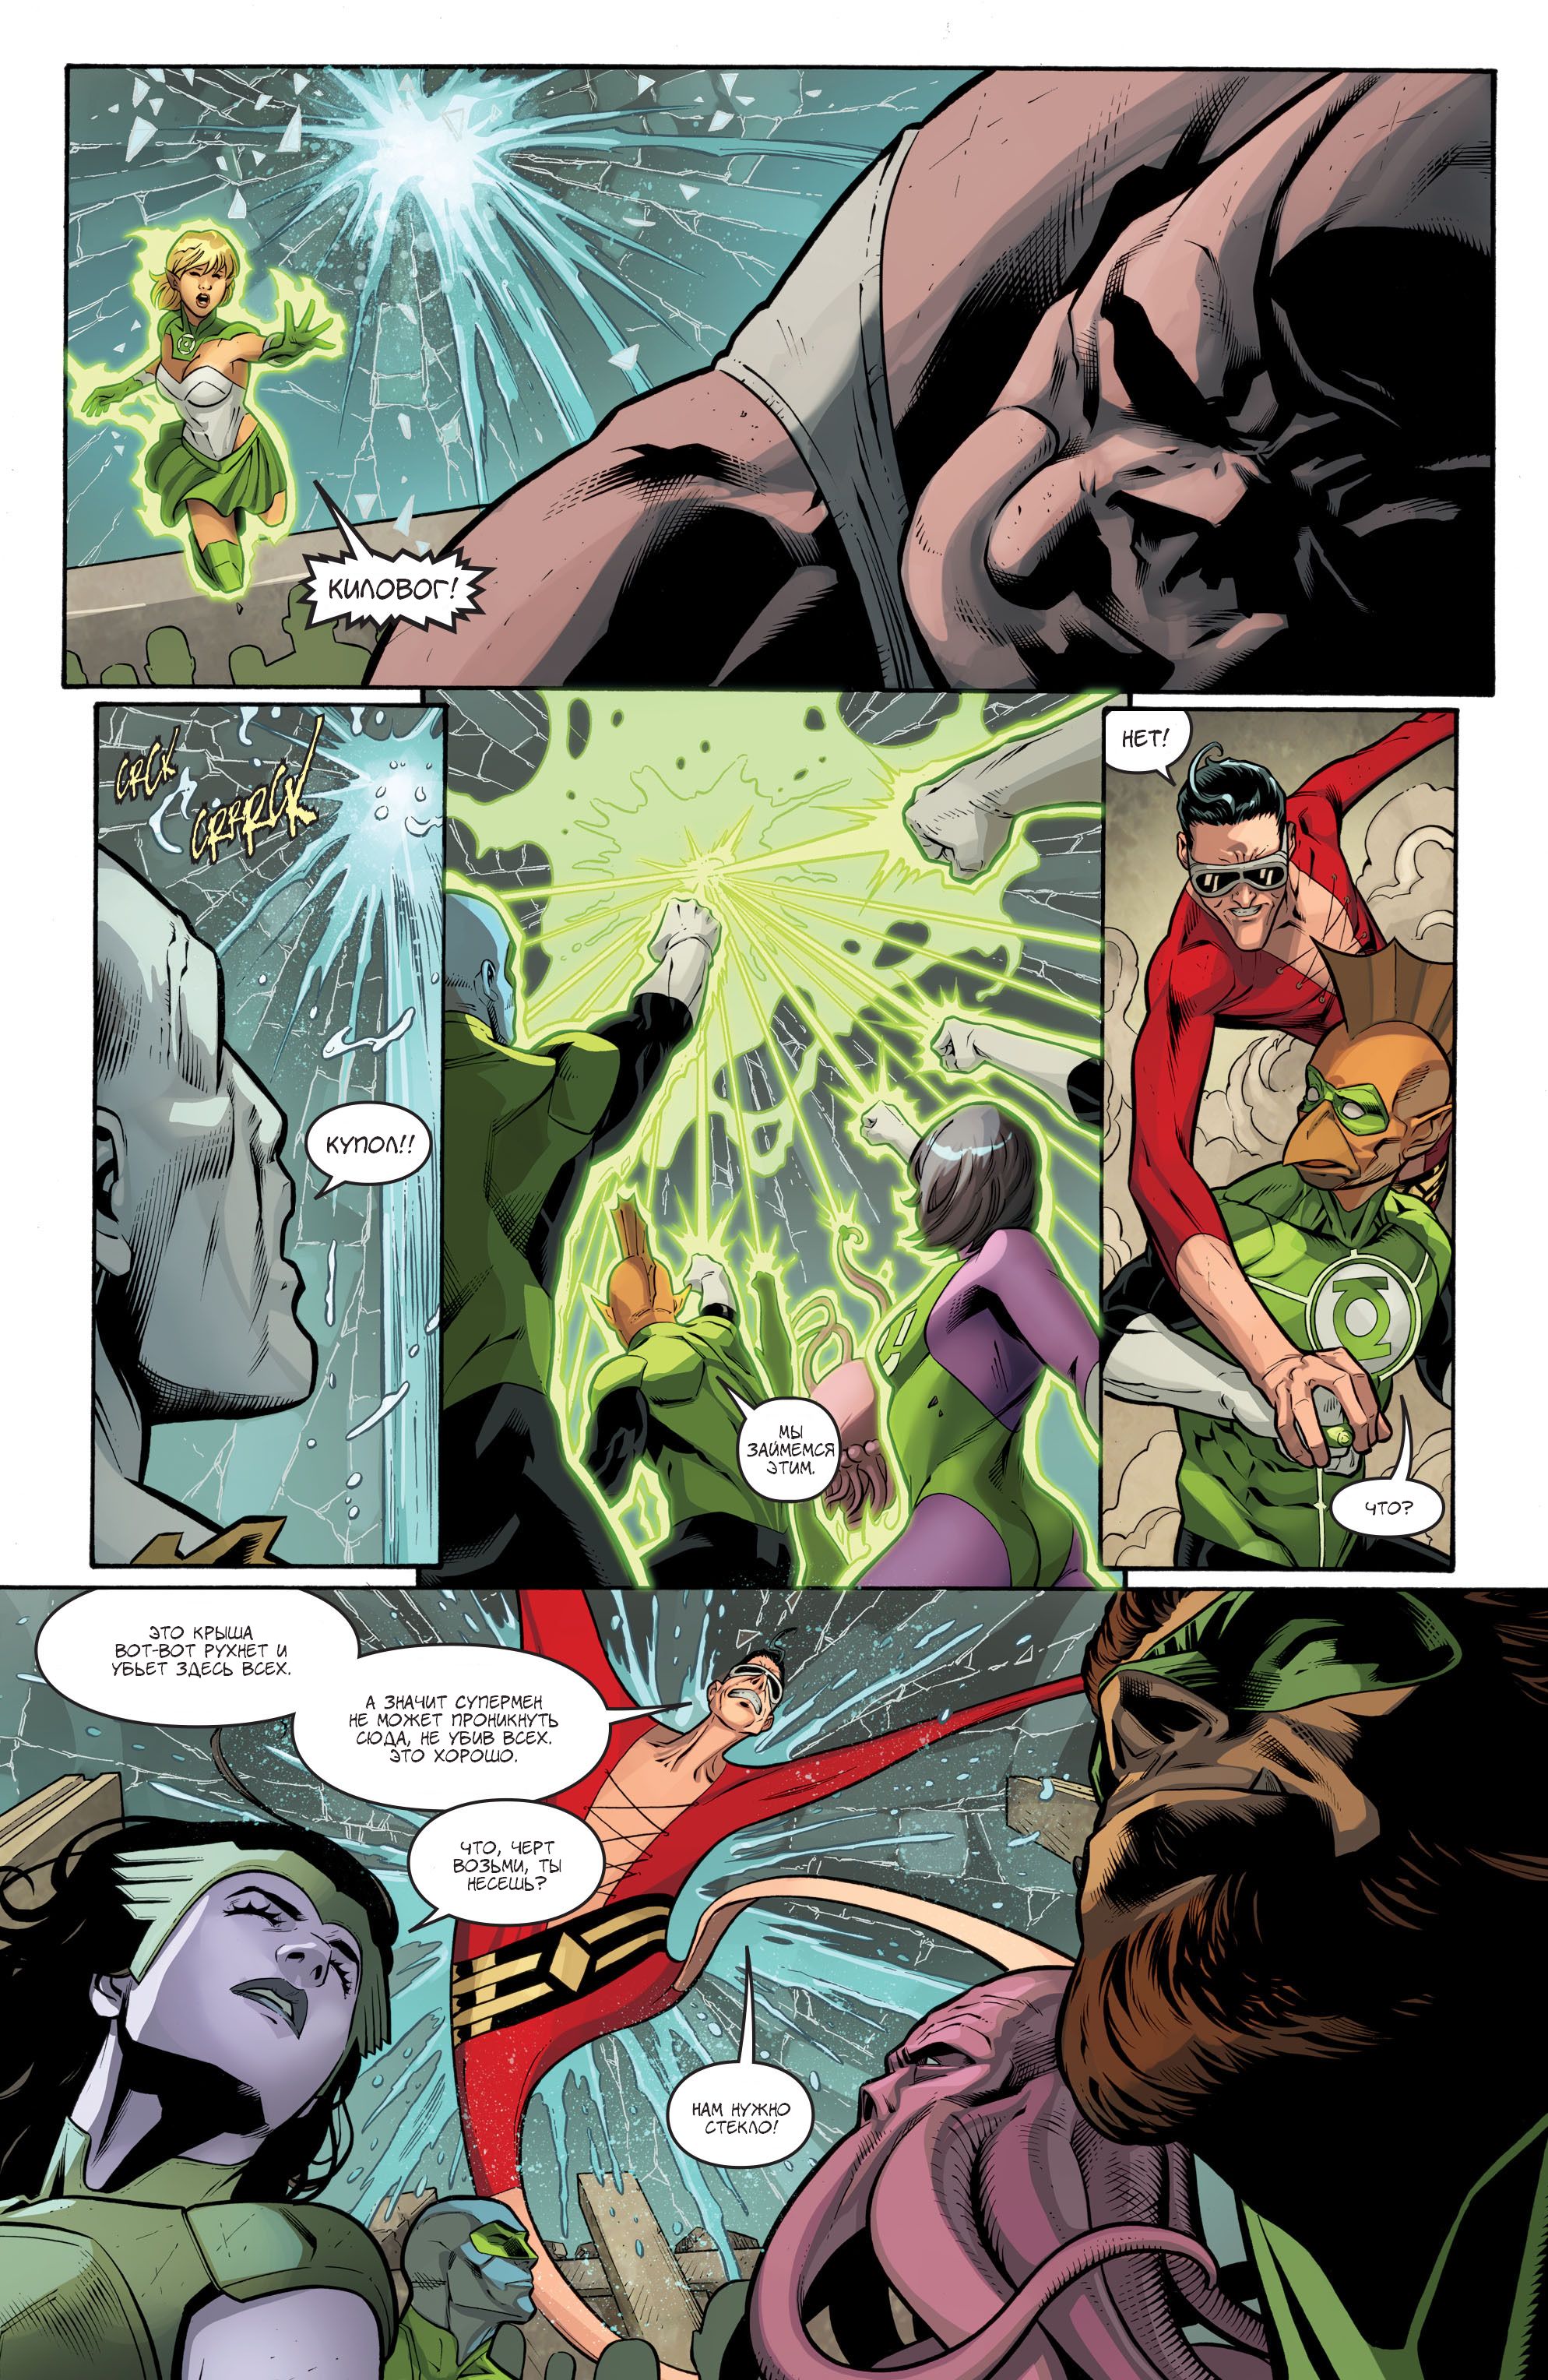 КИЛОВОГ!
CRCK
CRRRCK
КУПОЛ!!
МЫ
ЗАЙМЕМСЯ
ЭТИМ.
НЕТ!
ЧТО?
ЭТО КРЫША
ВОТ-ВОТ РУХНЕТ И
УБЬЕТ ЗДЕСЬ ВСЕХ.
А ЗНАЧИТ СУПЕРМЕН
НЕ МОЖЕТ ПРОНИКНУТЬ
СЮДА, НЕ УБИВ ВСЕХ.
ЭТО ХОРОШО.
ЧТО, ЧЕРТ
ВОЗЬМИ, ТЫ
НЕСЕШЬ?
НАМ НУЖНО
СТЕКЛО!